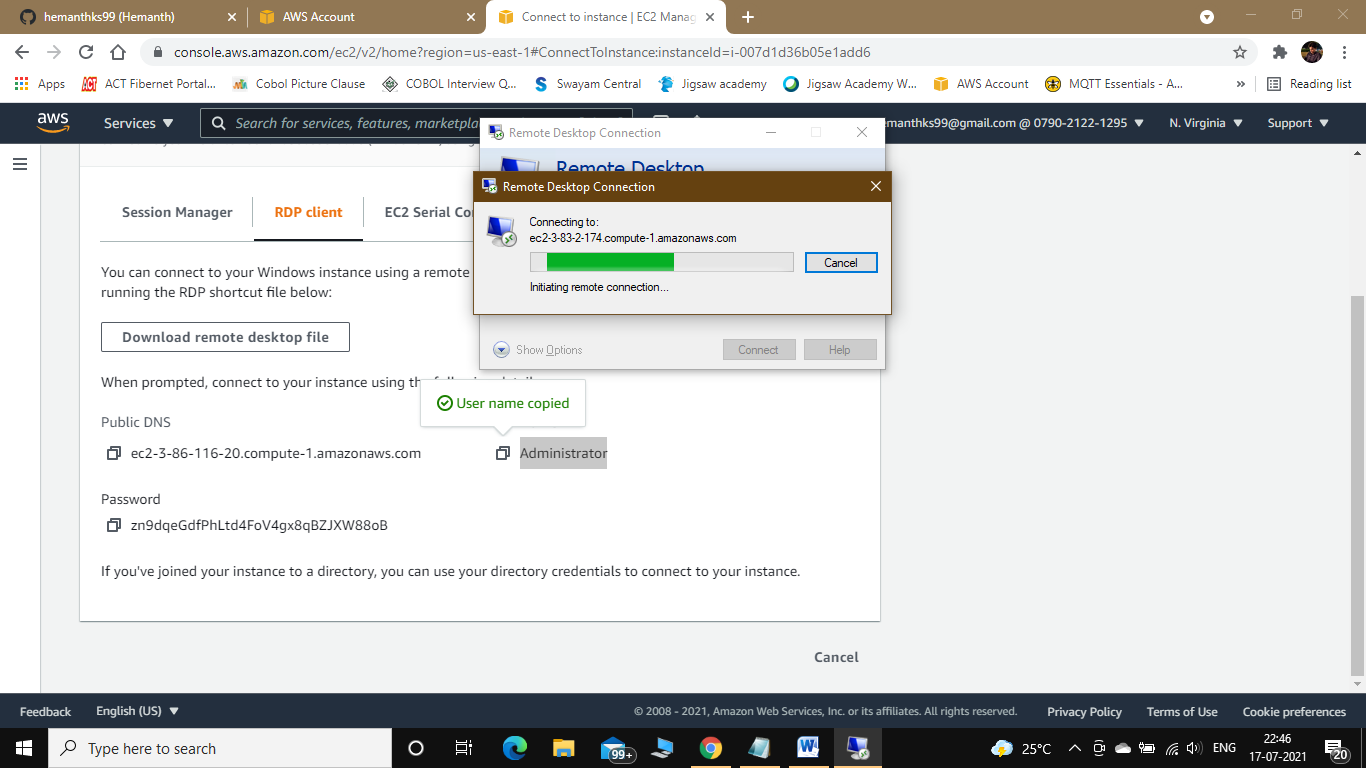 hemanthks99 (Hemanth)
AWS Account
Connect to instance | EC2 Manag
console.aws.amazon.com/ec2/v2/home?region=us-east-1#ConnectToInstance:instanceId=i-007d1d36b05e1add6
Apps
ACT Fibernet Portal...
Cobol Picture Clause
COBOL Interview Q...
Swayam Central
Jigsaw academy
Jigsaw Academy W...
AWS Account
MQTT Essentials - A...
»
Reading list
aws
Services
Search for services, features, marketpla
emanthks99@gmail.com @ 0790-2122-1295
N. Virginia
Support
Remote Desktop Connection
Remote Desktop
Remote Desktop Connection
Connecting to:
ec2-3-83-2-174.compute-1.amazonaws.com
Cancel
Initiating remote connection...
Show Options
Connect
Help
Session Manager
RDP client
EC2 Serial Co
You can connect to your Windows instance using a remote
running the RDP shortcut file below:
Download remote desktop file
When prompted, connect to your instance using
User name copied
Public DNS
ec2-3-86-116-20.compute-1.amazonaws.com
Administrator
Password
zn9dqeGdfPhLtd4FoV4gx8qBZJXW88oB
If you've joined your instance to a directory, you can use your directory credentials to connect to your instance.
Cancel
Feedback
English (US)
© 2008 - 2021, Amazon Web Services, Inc. or its affiliates. All rights reserved.
Privacy Policy
Terms of Use
Cookie preferences
Type here to search
99+
25°C
ENG
22:46
17-07-2021
20